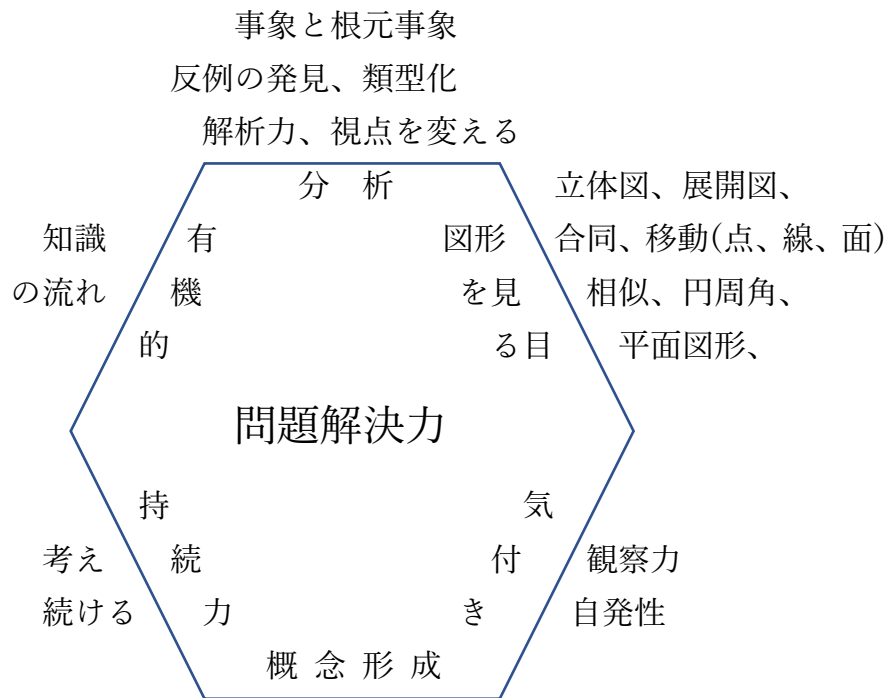 事象と根元事象
反例の発見、類型化
解析力、視点を変える
分 析
立体図、展開図、
合同、移動(点、線、面)
相似、円周角、
平面図形、
図形
を見
る目
知識
の流れ
有
機
的
問題解決力
持
続
力
考え
続ける
気
付
き
観察力
自発性
概 念 形 成